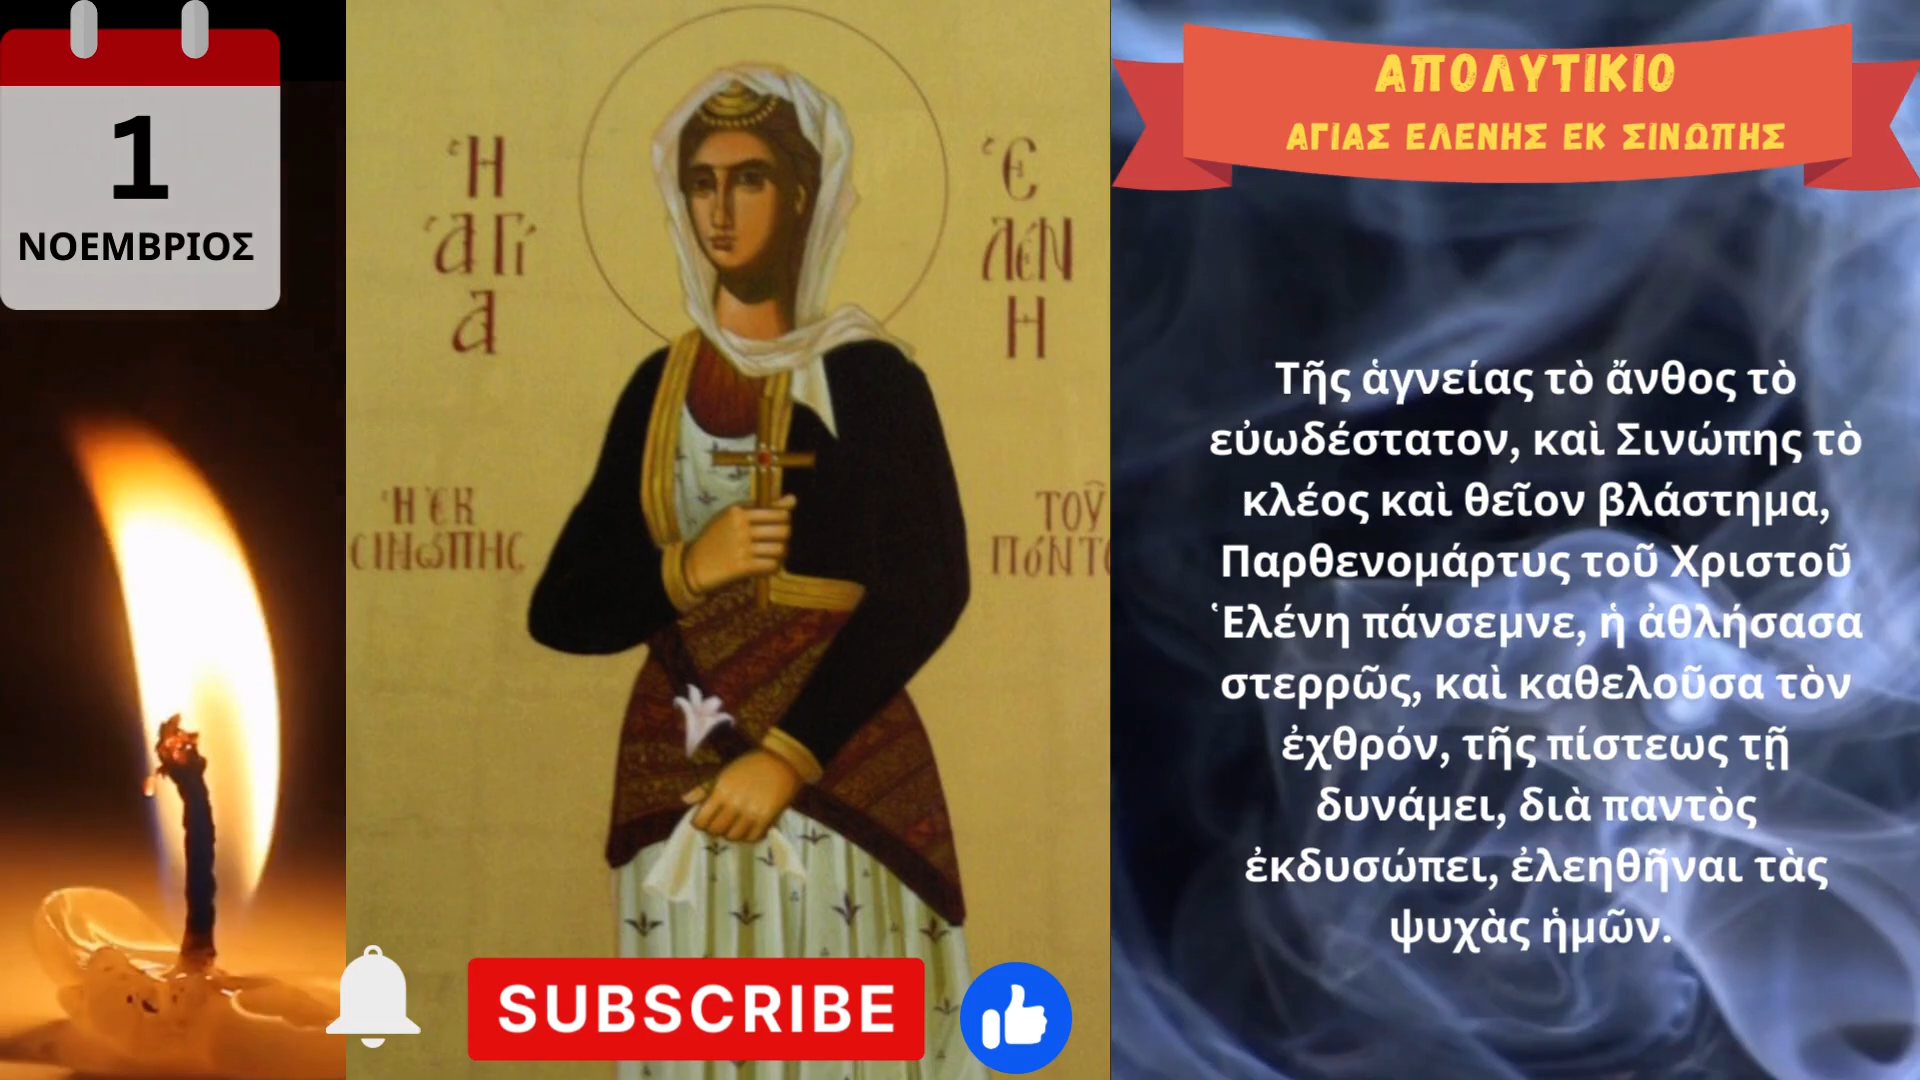 1
ΝΟΕΜΒΡΙΟΣ
Ἡ
ἉΓΊ
Α
Ἑ
ΛΈΝ
Η
Ἡ ἘΚ
СΙΝώΠΗС
ΤΟῦ
ΠόΝΤΟ
ΑΠΟΛΥΤΙΚΙΟ
ΑΓΙΑΣ ΕΛΕΝΗΣ ΕΚ ΣΙΝΩΠΗΣ
Τῆς ἁγνείας τὸ ἄνθος τὸ
εὐωδέστατον, καὶ Σινώπης τὸ
κλέος καὶ θεῖον βλάστημα,
Παρθενομάρτυς τοῦ Χριστοῦ
Ἑλένη πάνσεμνε, ἡ ἀθλήσασα
στερρῶς, καὶ καθελοῦσα τὸν
ἐχθρόν, τῆς πίστεως τῇ
δυνάμει, διὰ παντὸς
ἐκδυσώπει, ἐλεηθῆναι τὰς
ψυχὰς ἡμῶν.
SUBSCRIBE